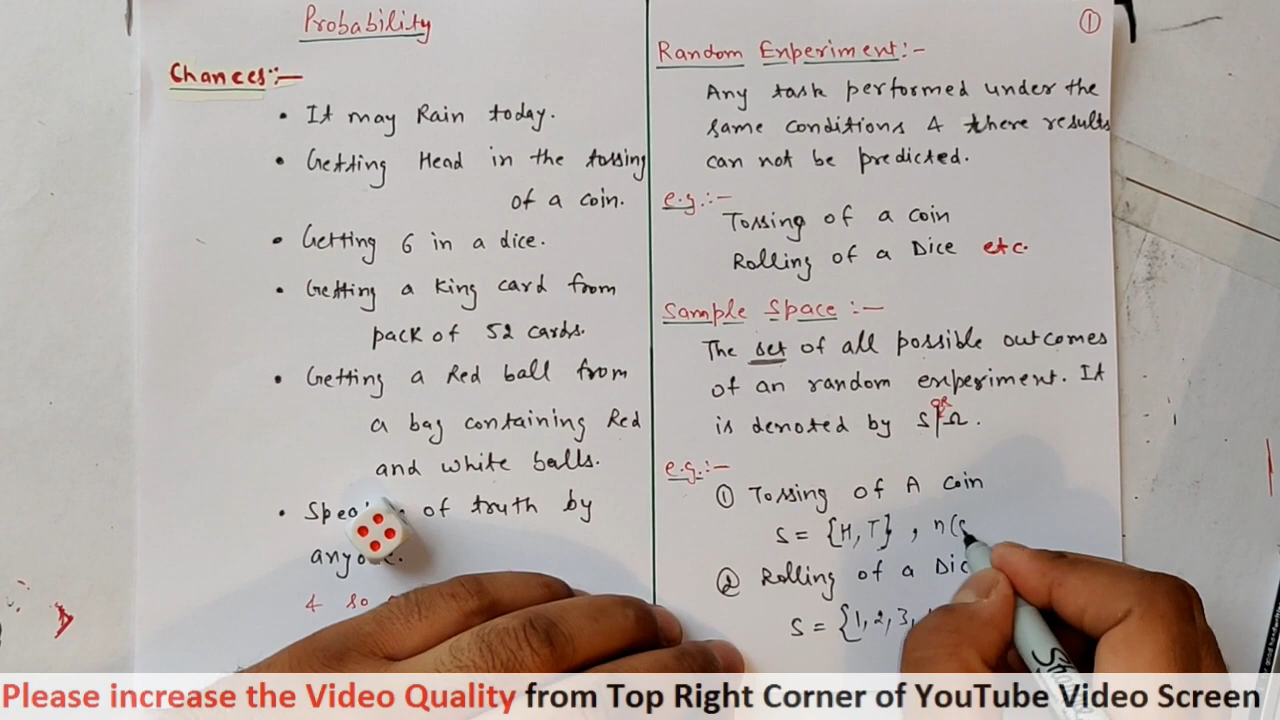 Probability
Chances:-
• It may Rain today.
• Getting Head in the tossing
of a coin.
• Getting 6 in a dice.
• Getting a King card from
pack of 52 cards.
• Getting a Red ball from
a bag containing Red
and white balls.
• of truth by
①
Random Experiment:-
Any task performed under the
same conditions & there results
can not be predicted.
e.g.:-
Tossing of a coin
Rolling of a Dice etc.
Sample Space:-
The set of all possible outcomes
of an random experiment. It
is denoted by S|Ω.
OR
e.g.:-
① Tossing of A Coin
S = {H, T} , n(s
② Rolling of a Dic
S = {1, 2, 3,
Please increase the Video Quality from Top Right Corner of YouTube Video Screen